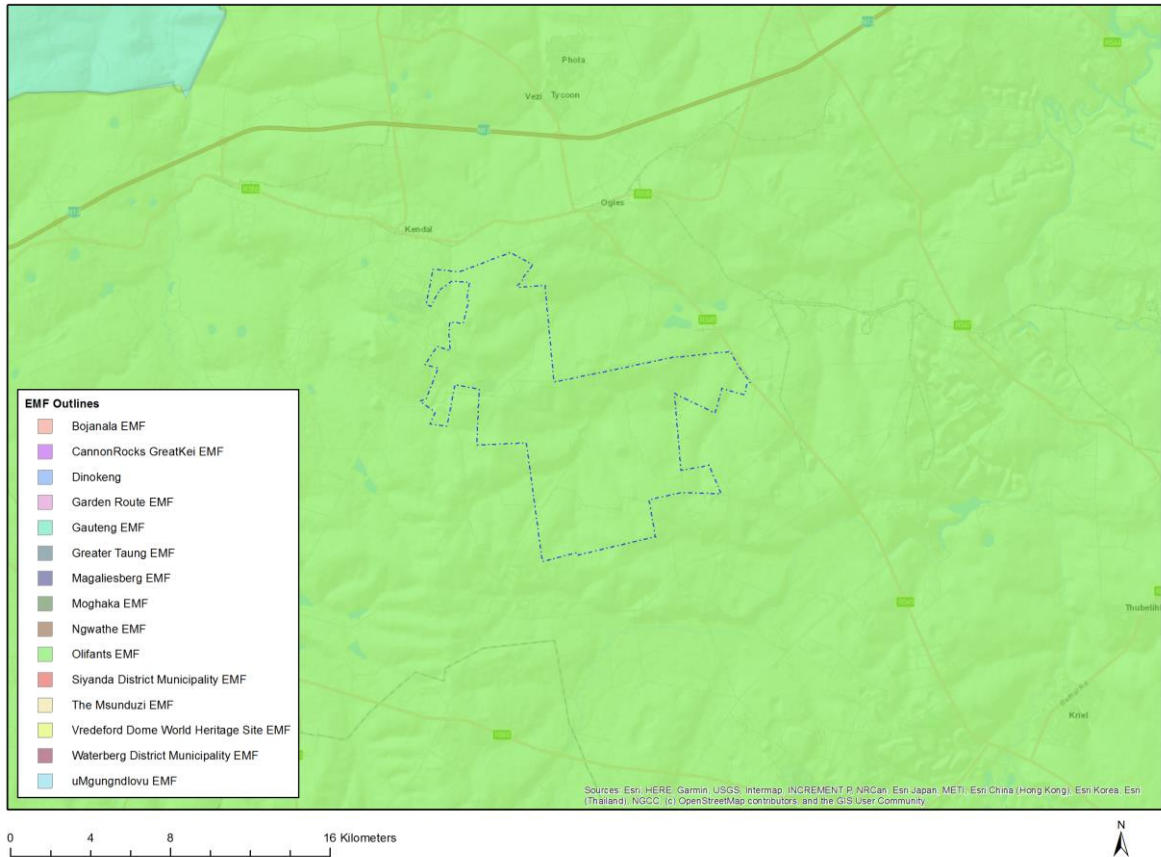 Phola
Vezi Tycoon
Ogies
Kendal
EMF Outlines
Bojanala EMF
CannonRocks GreatKei EMF
Dinokeng
Garden Route EMF
Gauteng EMF
Greater Taung EMF
Magaliesberg EMF
Moghaka EMF
Ngwathe EMF
Olifants EMF
Siyanda District Municipality EMF
The Msunduzi EMF
Vredeford Dome World Heritage Site EMF
Waterberg District Municipality EMF
uMgungndlovu EMF
Thubelihl
Kriel
Sources: Esri, HERE, Garmin, USGS, Intermap, INCREMENT P, NRCan, Esri Japan, METI, Esri China (Hong Kong), Esri Korea, Esri
(Thailand), NGCC, (c) OpenStreetMap contributors, and the GIS User Community
0 4 8 16 Kilometers
N